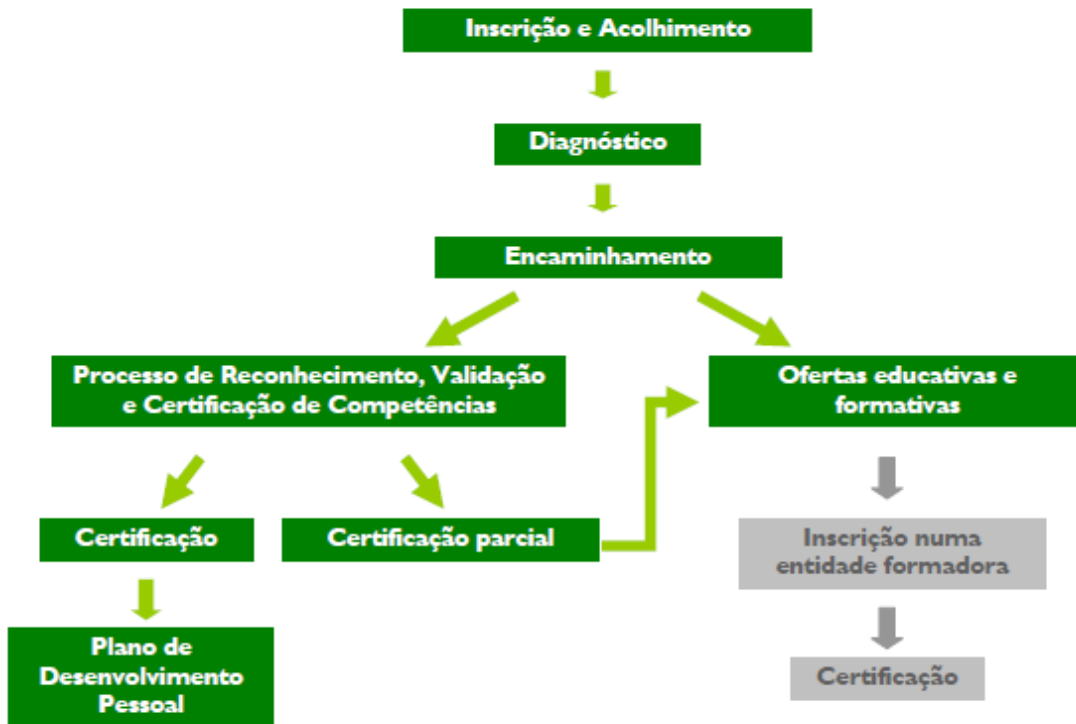 Inscrição e Acolhimento
Diagnóstico
Encaminhamento
Processo de Reconhecimento, Validação
e Certificação de Competências
Ofertas educativas e
formativas
Certificação
Certificação parcial
Inscrição numa
entidade formadora
Plano de
Desenvolvimento
Pessoal
Certificação